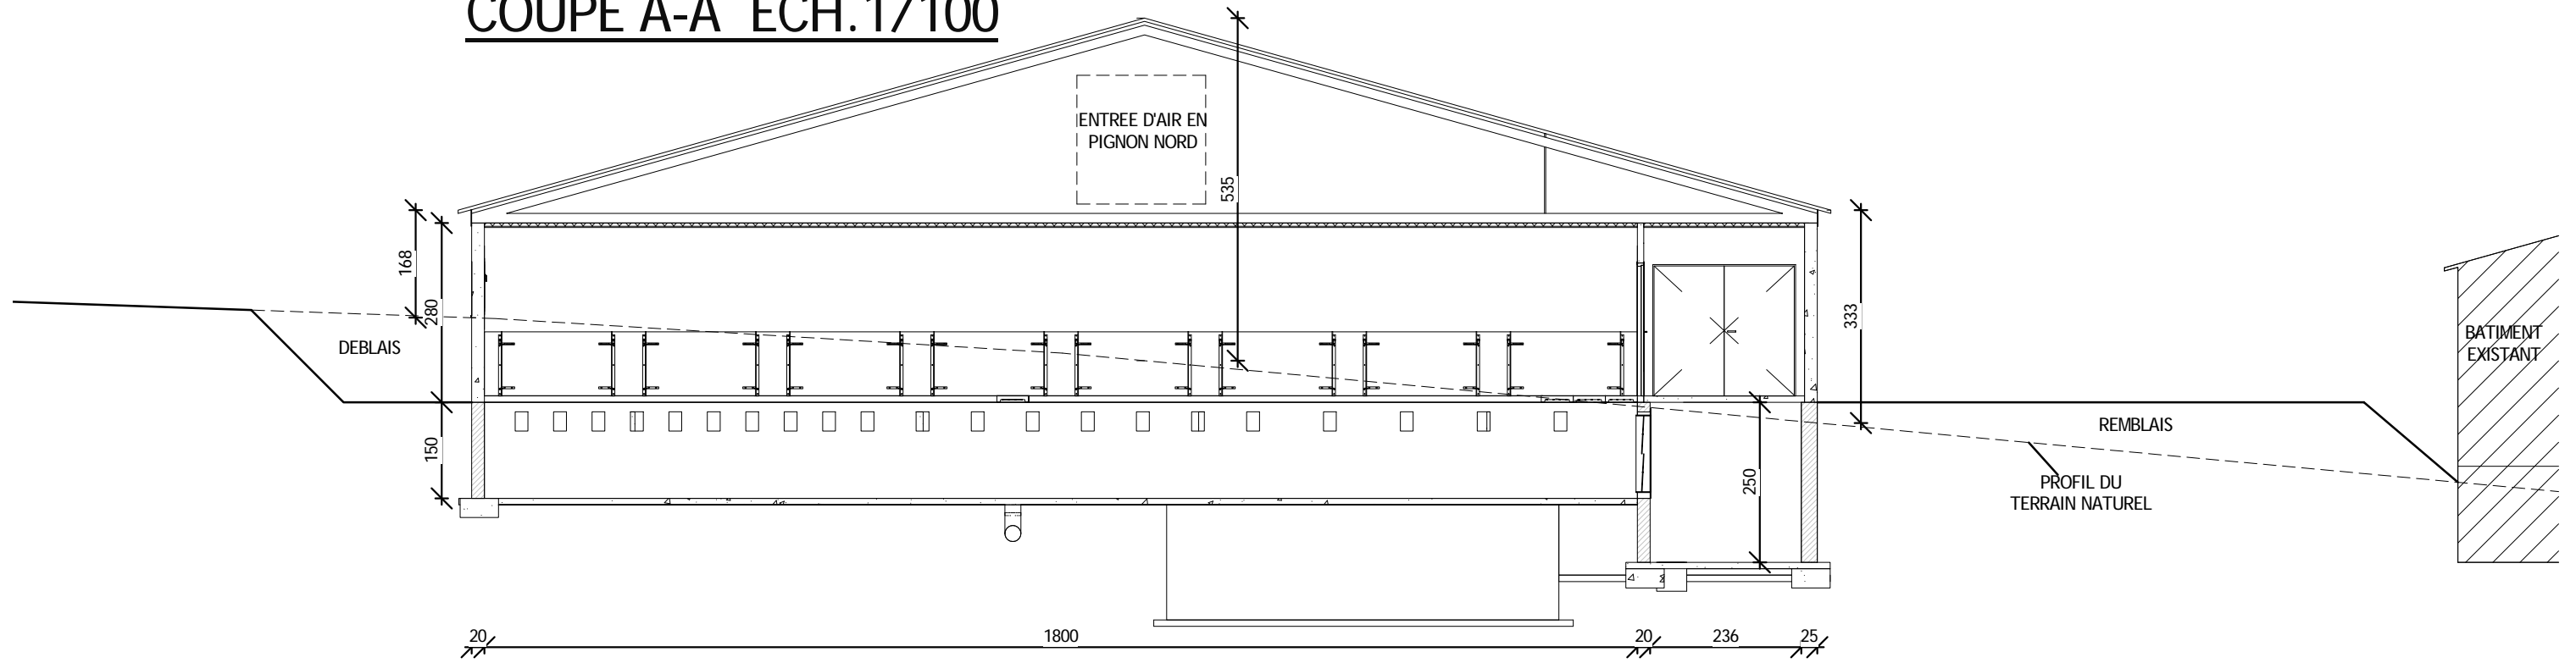 COUPE A-A ECH.1/100
ENTREE D'AIR EN
PIGNON NORD
535
168
280
333
DEBLAIS
BATIMENT
EXISTANT
150
REMBLAIS
250
PROFIL DU
TERRAIN NATUREL
20
1800
20
236
25